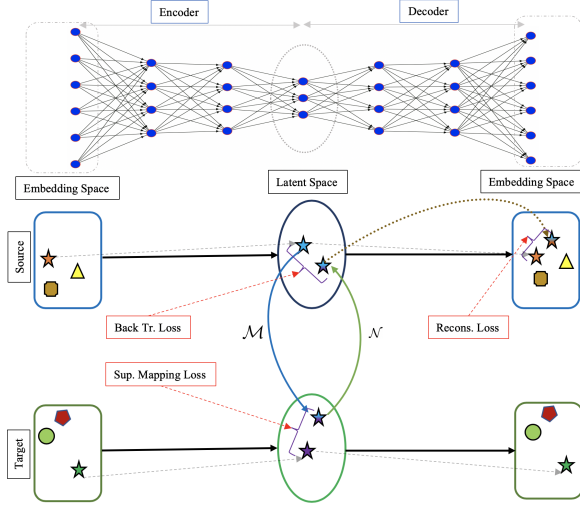 Encoder
Decoder
Embedding Space
Latent Space
Embedding Space
Source
Back Tr. Loss
ℳ
𝒩
Recons. Loss
Sup. Mapping Loss
Target